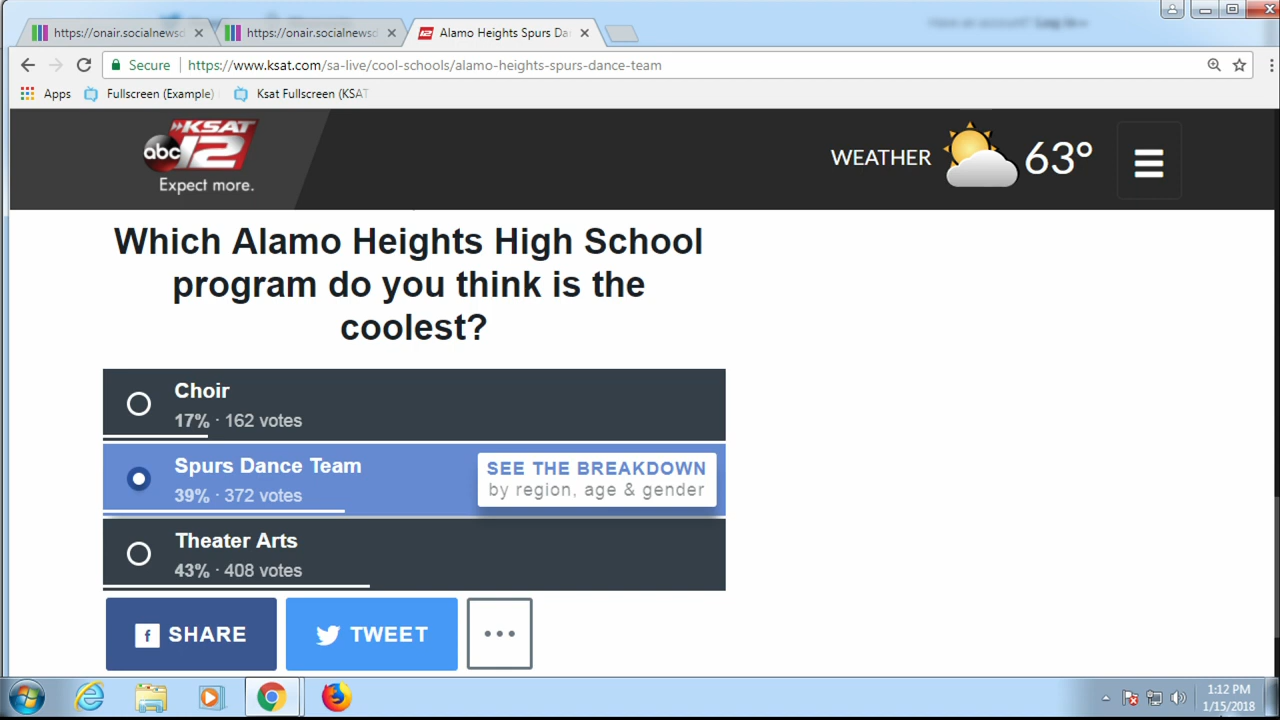 https://onair.socialnewsd
https://onair.socialnewsd
Alamo Heights Spurs Da
Secure
https://www.ksat.com/sa-live/cool-schools/alamo-heights-spurs-dance-team
Apps
Fullscreen (Example)
Ksat Fullscreen (KSAT
KSAT
abc 12
Expect more.
WEATHER
63°
Which Alamo Heights High School
program do you think is the
coolest?
Choir
17% · 162 votes
Spurs Dance Team
39% · 372 votes
SEE THE BREAKDOWN
by region, age & gender
Theater Arts
43% · 408 votes
f SHARE
TWEET
1:12 PM
1/15/2018